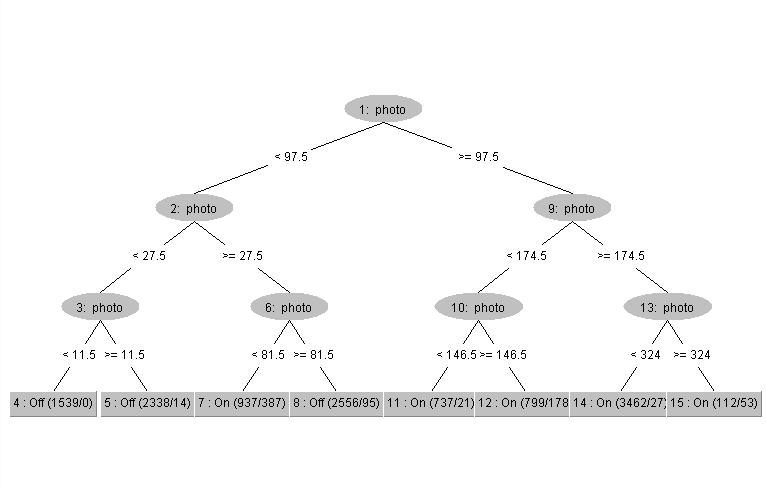 1: photo
< 97.5 >= 97.5
2: photo 9: photo
< 27.5 >= 27.5 < 174.5 >= 174.5
3: photo 6: photo 10: photo 13: photo
< 11.5 >= 11.5 < 81.5 >= 81.5 < 146.5 >= 146.5 < 324 >= 324
4 : Off (1539/0) 5 : Off (2338/14) 7 : On (937/387) 8 : Off (2556/95) 11 : On (737/21) 12 : On (799/178 14 : On (3462/27) 15 : On (112/53)